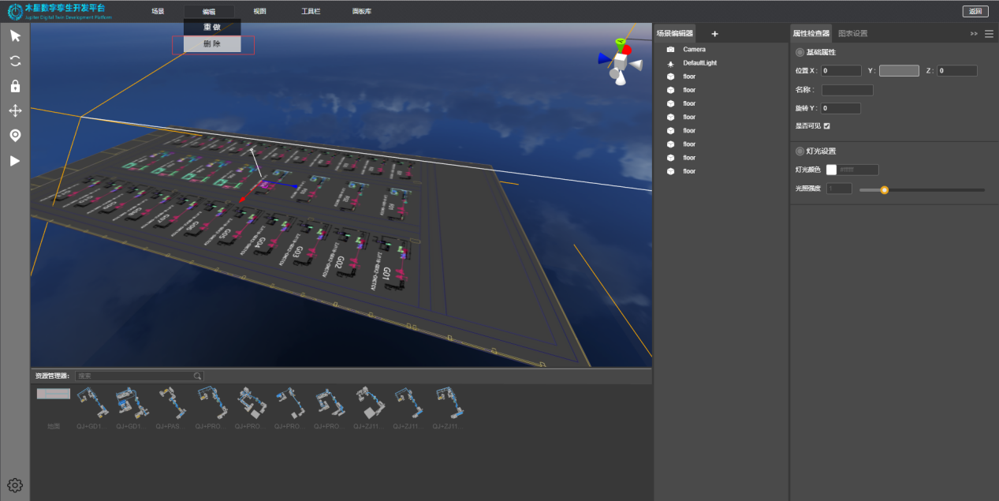 木星数字孪生开发平台
Jupiter Digital Twin Development Platform
场景
编辑
视图
工具栏
面板库
返回
重 做
删 除
场景编辑器
+
Camera
DefaultLight
floor
floor
floor
floor
floor
floor
floor
floor
属性检查器
图表设置
>>
基础属性
位置 X : 0
Y :
Z : 0
名称 :
旋转 Y : 0
是否可见
灯光设置
灯光颜色
#ffffff
光照强度
1
G07
G06
G05
G04
G03
G02
G01
资源管理器:
搜索
地图
QJ+GD1...
QJ+GD1...
QJ+PAS...
QJ+PRO...
QJ+PRO...
QJ+PRO...
QJ+PRO...
QJ+ZJ11...
QJ+ZJ11...
QJ+ZJ11...